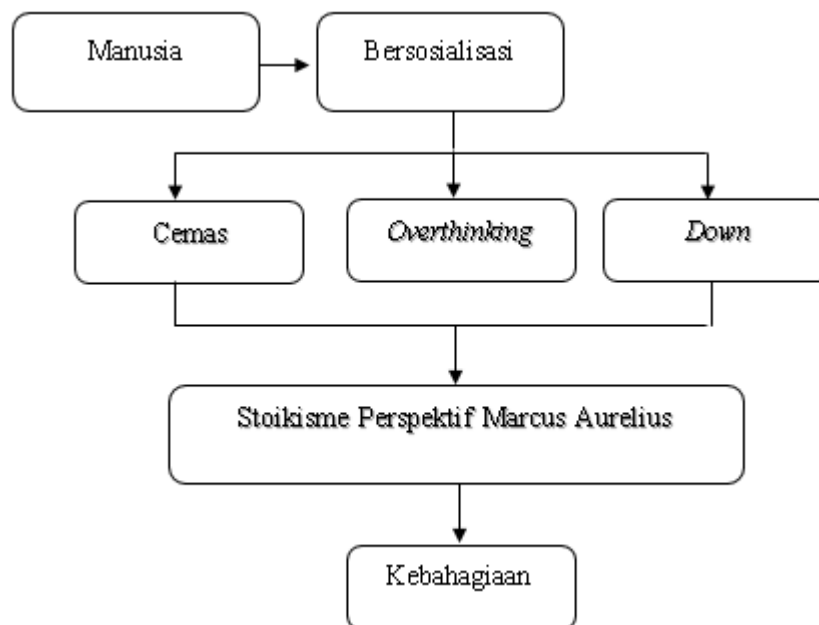 Manusia
Bersosialisasi
Cemas
Overthinking
Down
Stoikisme Perspektif Marcus Aurelius
Kebahagiaan